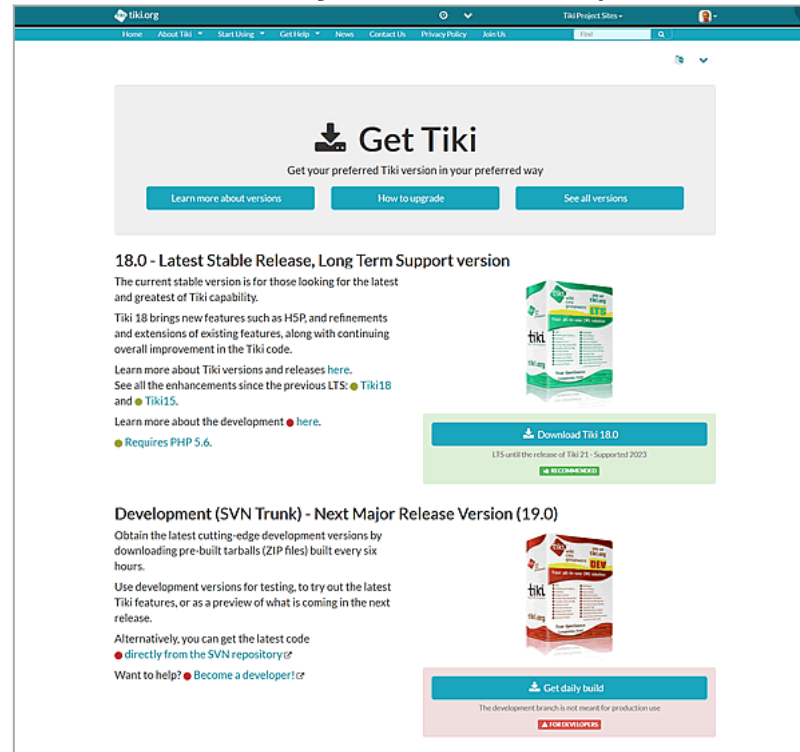 tiki.org Tiki Project Sites
Home About Tiki Start Using Get Help News Contact Us Privacy Policy Join Us Find
Get Tiki
Get your preferred Tiki version in your preferred way
Learn more about versions How to upgrade See all versions
18.0 - Latest Stable Release, Long Term Support version
The current stable version is for those looking for the latest
and greatest of Tiki capability.
Tiki 18 brings new features such as H5P, and refinements
and extensions of existing features, along with continuing
overall improvement in the Tiki code.
Learn more about Tiki versions and releases here.
See all the enhancements since the previous LTS: Tiki18
and Tiki15.
Learn more about the development here.
Requires PHP 5.6.
LTS
tiki
Download Tiki 18.0
LTS until the release of Tiki 21 - Supported 2023
RECOMMENDED
Development (SVN Trunk) - Next Major Release Version (19.0)
Obtain the latest cutting-edge development versions by
downloading pre-built tarballs (ZIP files) built every six
hours.
Use development versions for testing, to try out the latest
Tiki features, or as a preview of what is coming in the next
release.
Alternatively, you can get the latest code
directly from the SVN repository
Want to help? Become a developer!
DEV
tiki
Get daily build
The development branch is not meant for production use
FOR DEVELOPERS